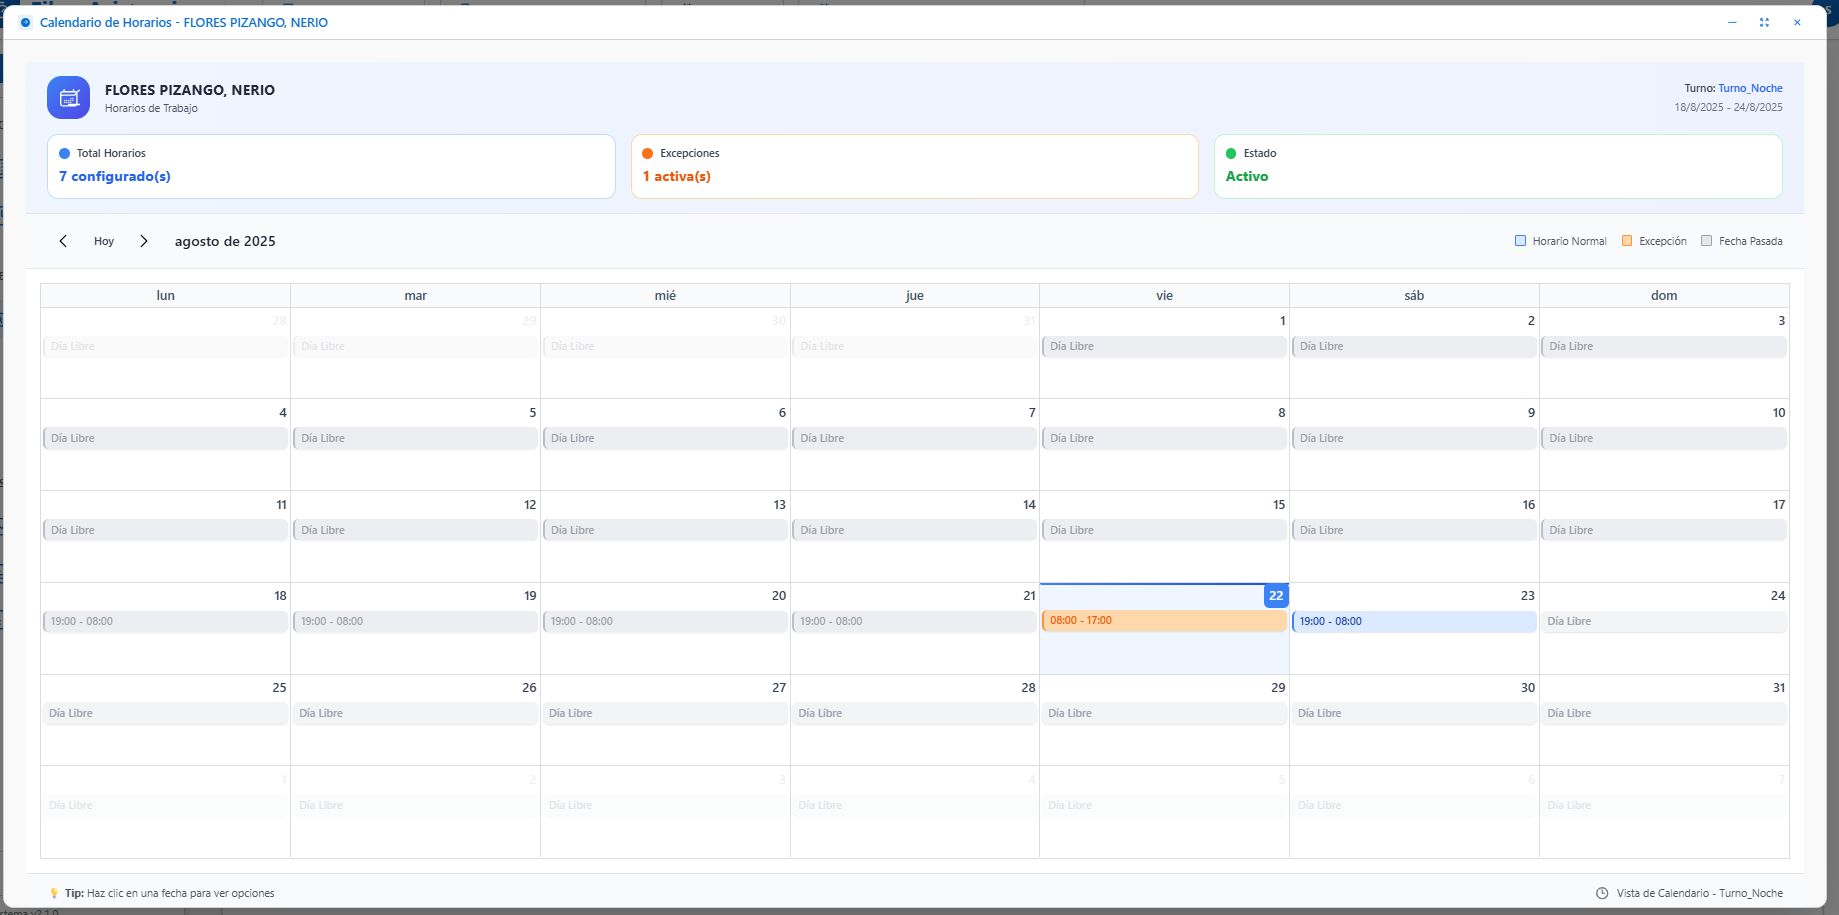 Calendario de Horarios - FLORES PIZANGO, NERIO
FLORES PIZANGO, NERIO
Horarios de Trabajo
Turno: Turno_Noche
18/8/2025 - 24/8/2025
Total Horarios
7 configurado(s)
Excepciones
1 activa(s)
Estado
Activo
Hoy
agosto de 2025
Horario Normal
Excepción
Fecha Pasada
lun mar mié jue vie sáb dom
28 29 30 31 1 2 3
Día Libre Día Libre Día Libre Día Libre Día Libre Día Libre Día Libre
4 5 6 7 8 9 10
Día Libre Día Libre Día Libre Día Libre Día Libre Día Libre Día Libre
11 12 13 14 15 16 17
Día Libre Día Libre Día Libre Día Libre Día Libre Día Libre Día Libre
18 19 20 21 22 23 24
19:00 - 08:00 19:00 - 08:00 19:00 - 08:00 19:00 - 08:00 08:00 - 17:00 19:00 - 08:00 Día Libre
25 26 27 28 29 30 31
Día Libre Día Libre Día Libre Día Libre Día Libre Día Libre Día Libre
1 2 3 4 5 6 7
Día Libre Día Libre Día Libre Día Libre Día Libre Día Libre Día Libre
Tip: Haz clic en una fecha para ver opciones
Vista de Calendario - Turno_Noche